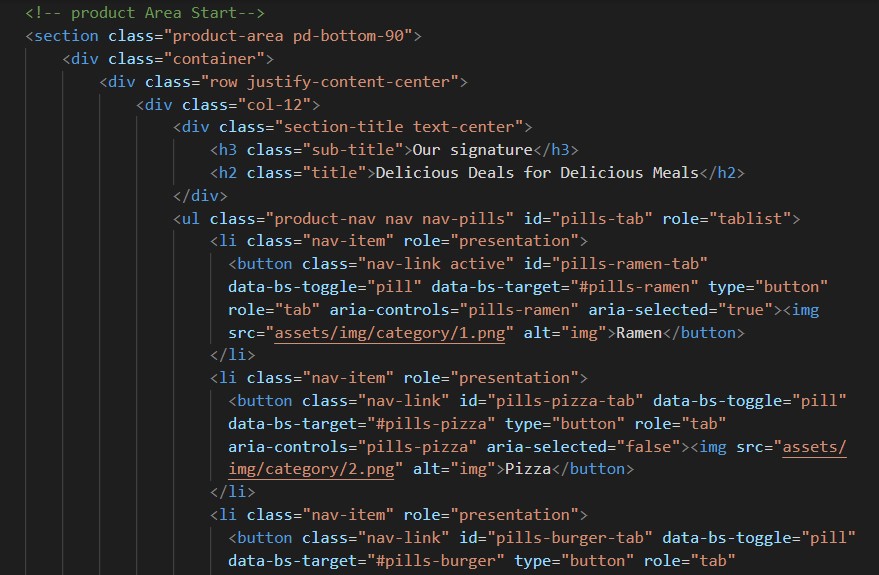 <!-- product Area Start-->
<section class="product-area pd-bottom-90">
<div class="container">
<div class="row justify-content-center">
<div class="col-12">
<div class="section-title text-center">
<h3 class="sub-title">Our signature</h3>
<h2 class="title">Delicious Deals for Delicious Meals</h2>
</div>
<ul class="product-nav nav nav-pills" id="pills-tab" role="tablist">
<li class="nav-item" role="presentation">
<button class="nav-link active" id="pills-ramen-tab"
data-bs-toggle="pill" data-bs-target="#pills-ramen" type="button"
role="tab" aria-controls="pills-ramen" aria-selected="true"><img
src="assets/img/category/1.png" alt="img">Ramen</button>
</li>
<li class="nav-item" role="presentation">
<button class="nav-link" id="pills-pizza-tab" data-bs-toggle="pill"
data-bs-target="#pills-pizza" type="button" role="tab"
aria-controls="pills-pizza" aria-selected="false"><img src="assets/
img/category/2.png" alt="img">Pizza</button>
</li>
<li class="nav-item" role="presentation">
<button class="nav-link" id="pills-burger-tab" data-bs-toggle="pill"
data-bs-target="#pills-burger" type="button" role="tab"